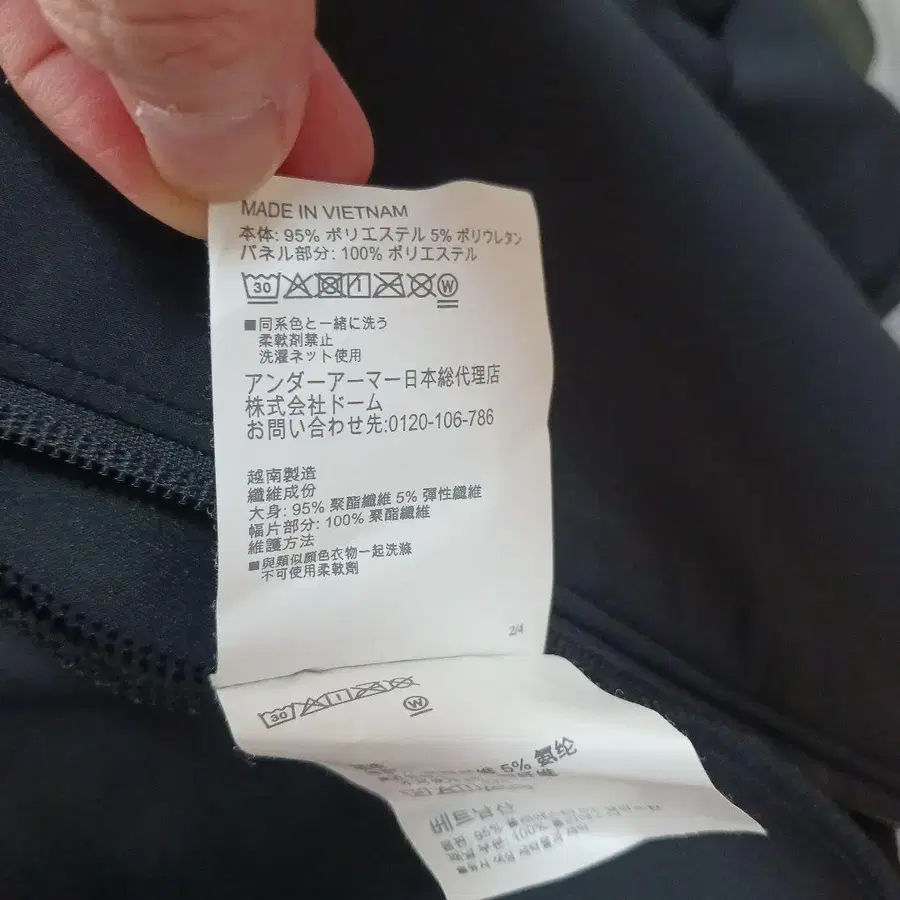 MADE IN VIETNAM
本体: 95% ポリエステル 5% ポリウレタン
パネル部分: 100% ポリエステル
30 W
■同系色と一緒に洗う
柔軟剤禁止
洗濯ネット使用
アンダーアーマー日本総代理店
株式会社ドーム
お問い合わせ先:0120-106-786
越南製造
纖維成份
大身: 95% 聚酯纖維 5% 彈性纖維
幅片部分: 100% 聚酯纖維
維護方法
■與類似顏色衣物一起洗滌
不可使用柔軟劑
2/4
30
W
5% 氨纶
베트남 산